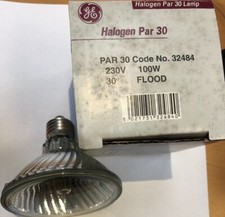 GE
Halogen Par 30 Lamp
Halogen Par 30
PAR 30 Code No. 32484
230V 100W
30° FLOOD